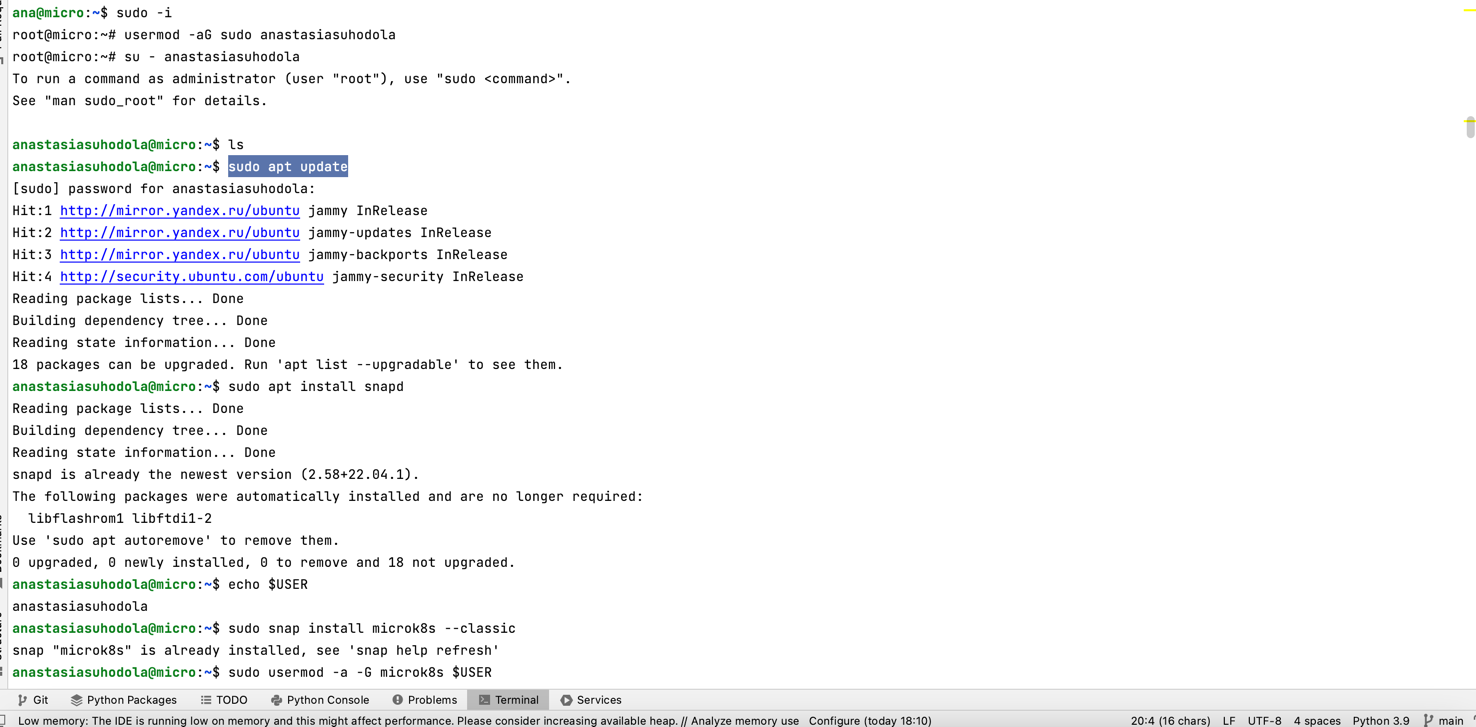 ana@micro:~$ sudo -i
root@micro:~# usermod -aG sudo anastasiasuhodola
root@micro:~# su - anastasiasuhodola
To run a command as administrator (user "root"), use "sudo <command>".
See "man sudo_root" for details.
anastasiasuhodola@micro:~$ ls
anastasiasuhodola@micro:~$ sudo apt update
[sudo] password for anastasiasuhodola:
Hit:1 http://mirror.yandex.ru/ubuntu jammy InRelease
Hit:2 http://mirror.yandex.ru/ubuntu jammy-updates InRelease
Hit:3 http://mirror.yandex.ru/ubuntu jammy-backports InRelease
Hit:4 http://security.ubuntu.com/ubuntu jammy-security InRelease
Reading package lists... Done
Building dependency tree... Done
Reading state information... Done
18 packages can be upgraded. Run 'apt list --upgradable' to see them.
anastasiasuhodola@micro:~$ sudo apt install snapd
Reading package lists... Done
Building dependency tree... Done
Reading state information... Done
snapd is already the newest version (2.58+22.04.1).
The following packages were automatically installed and are no longer required:
  libflashrom1 libftdi1-2
Use 'sudo apt autoremove' to remove them.
0 upgraded, 0 newly installed, 0 to remove and 18 not upgraded.
anastasiasuhodola@micro:~$ echo $USER
anastasiasuhodola
anastasiasuhodola@micro:~$ sudo snap install microk8s --classic
snap "microk8s" is already installed, see 'snap help refresh'
anastasiasuhodola@micro:~$ sudo usermod -a -G microk8s $USER
Git Python Packages TODO Python Console Problems Terminal Services
Low memory: The IDE is running low on memory and this might affect performance. Please consider increasing available heap. // Analyze memory use Configure (today 18:10) 20:4 (16 chars) LF UTF-8 4 spaces Python 3.9 main